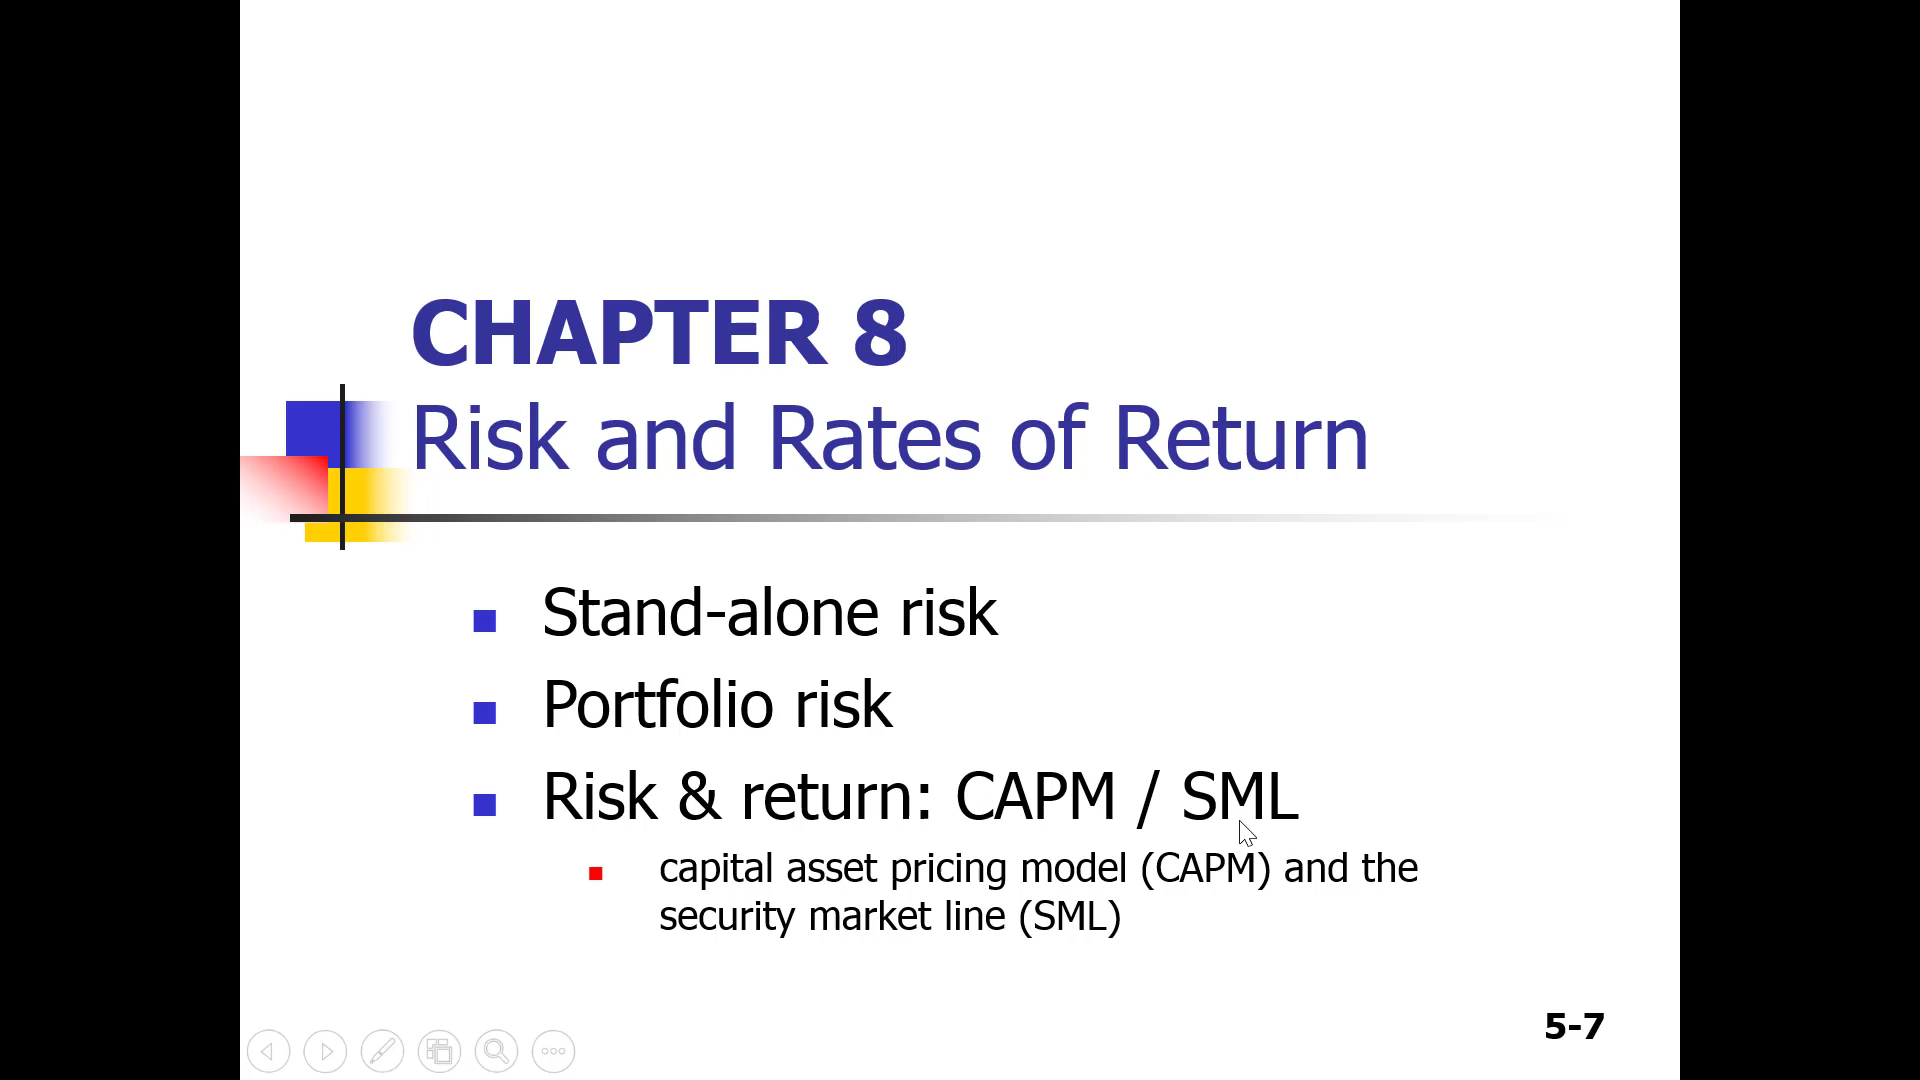 CHAPTER 8
Risk and Rates of Return
Stand-alone risk
Portfolio risk
Risk & return: CAPM / SML
capital asset pricing model (CAPM) and the
security market line (SML)
5-7